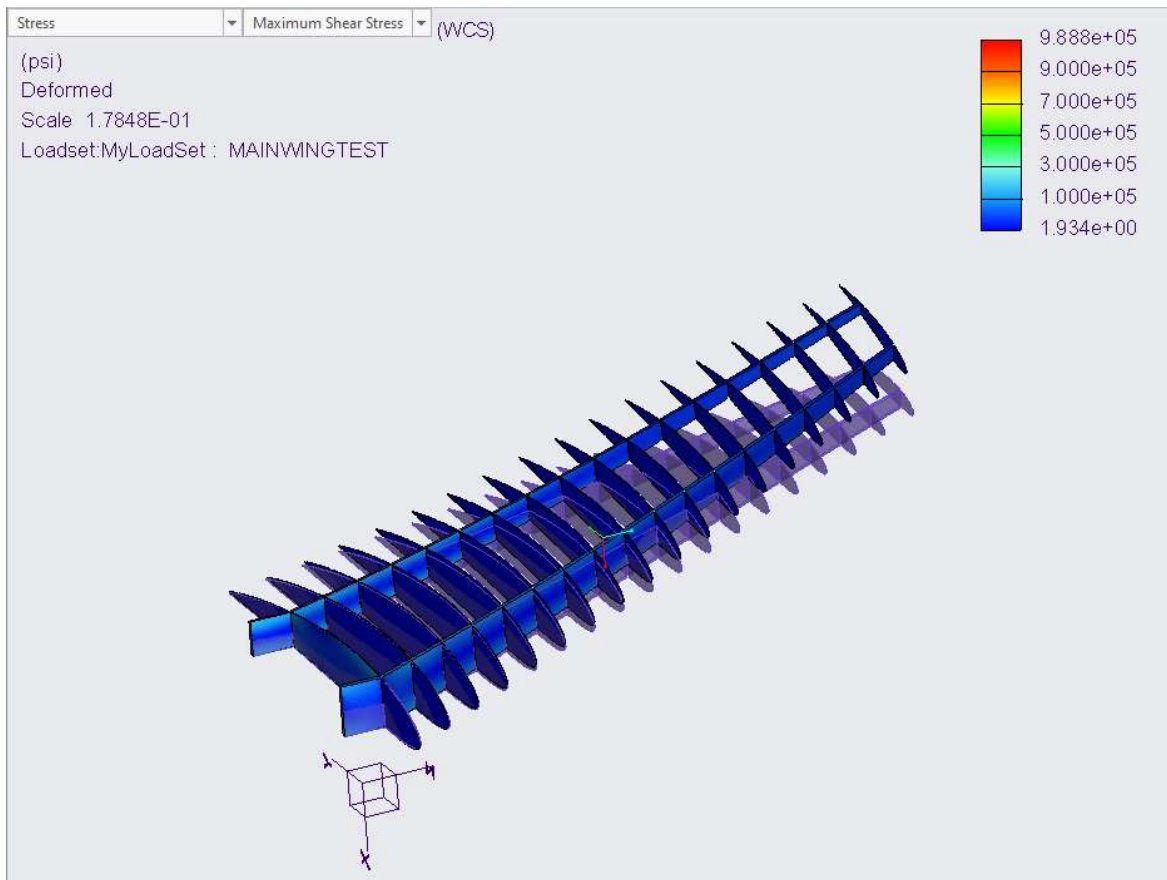 Stress Maximum Shear Stress (WCS)
(psi)
Deformed
Scale 1.7848E-01
Loadset:MyLoadSet : MAINWINGTEST
9.888e+05
9.000e+05
7.000e+05
5.000e+05
3.000e+05
1.000e+05
1.934e+00